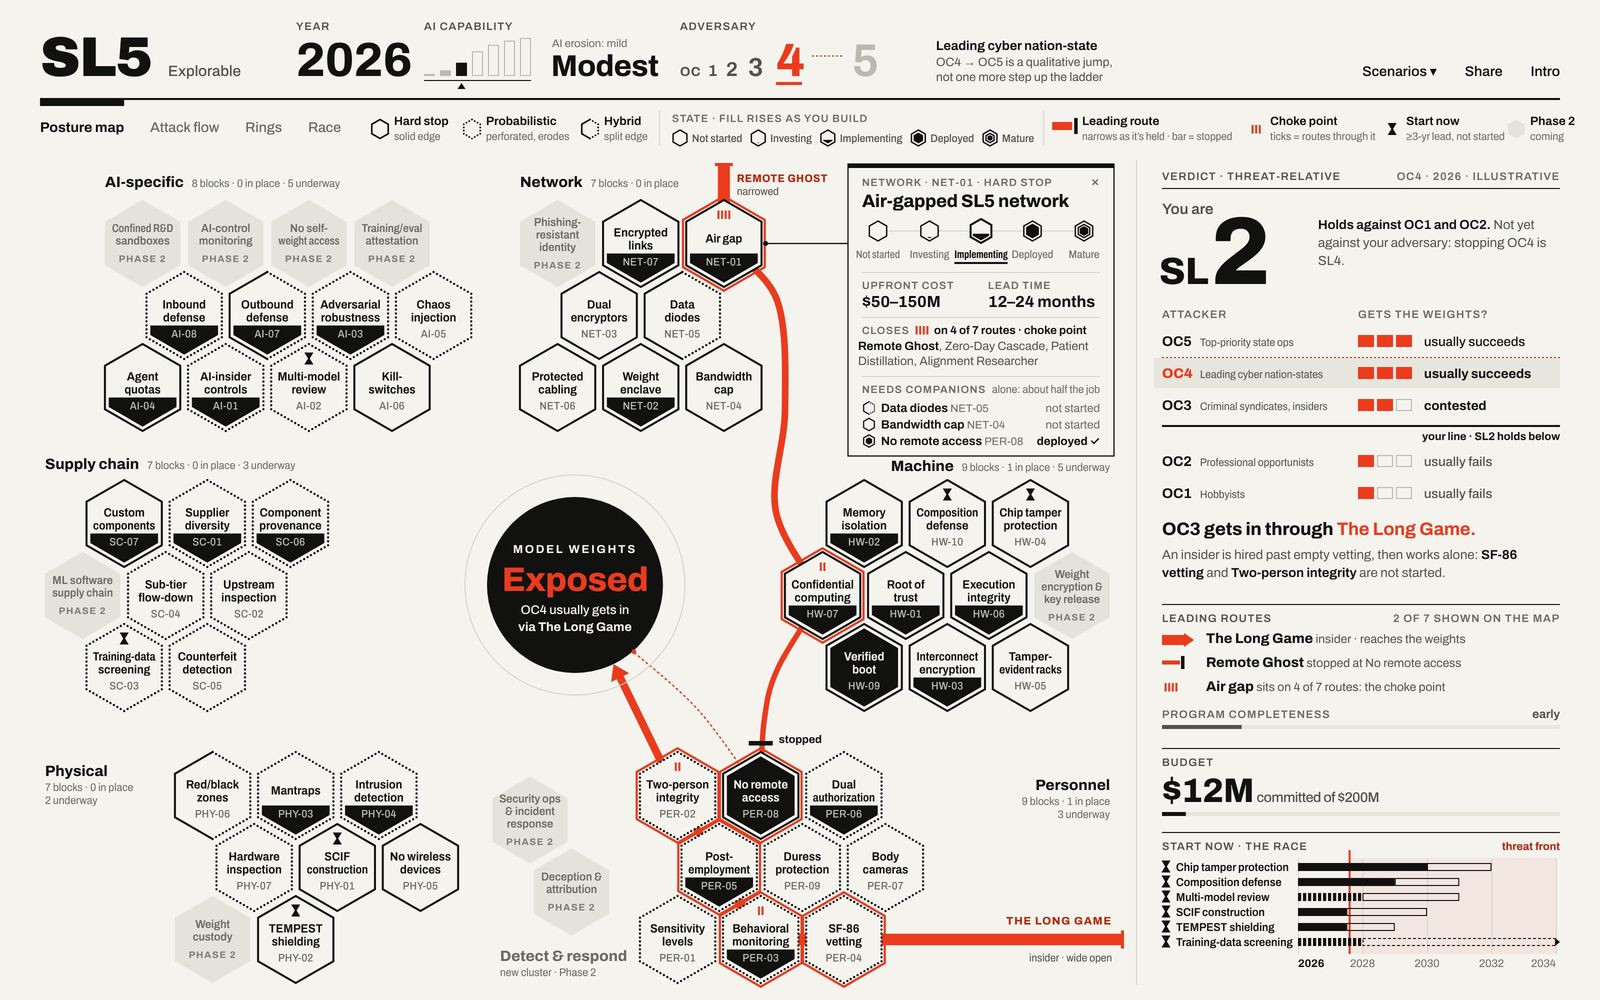 SL5 Explorable
YEAR
2026
AI CAPABILITY
AI erosion: mild
Modest
ADVERSARY
OC 1 2 3 4 5
Leading cyber nation-state
OC4 → OC5 is a qualitative jump,
not one more step up the ladder
Scenarios ▾ Share Intro
Posture map Attack flow Rings Race
Hard stop
solid edge
Probabilistic
perforated, erodes
Hybrid
split edge
STATE · FILL RISES AS YOU BUILD
Not started Investing Implementing Deployed Mature
Leading route
narrows as it's held · bar = stopped
Choke point
ticks = routes through it
Start now
≥3-yr lead, not started
Phase 2
coming
AI-specific 8 blocks · 0 in place · 5 underway
Confined R&D
sandboxes
PHASE 2
AI-control
monitoring
PHASE 2
No self-
weight access
PHASE 2
Training/eval
attestation
PHASE 2
Inbound
defense
AI-08
Outbound
defense
AI-07
Adversarial
robustness
AI-03
Chaos
injection
AI-05
Agent
quotas
AI-04
AI-insider
controls
AI-01
Multi-model
review
AI-02
Kill-
switches
AI-06
Network 7 blocks · 0 in place
REMOTE GHOST
narrowed
Phishing-
resistant
identity
PHASE 2
Encrypted
links
NET-07
Air gap
NET-01
Dual
encryptors
NET-03
Data
diodes
NET-05
Protected
cabling
NET-06
Weight
enclave
NET-02
Bandwidth
cap
NET-04
NETWORK · NET-01 · HARD STOP ×
Air-gapped SL5 network
Not started Investing Implementing Deployed Mature
UPFRONT COST
$50–150M
LEAD TIME
12–24 months
CLOSES on 4 of 7 routes · choke point
Remote Ghost, Zero-Day Cascade, Patient
Distillation, Alignment Researcher
NEEDS COMPANIONS alone: about half the job
Data diodes NET-05 not started
Bandwidth cap NET-04 not started
No remote access PER-08 deployed ✓
Supply chain 7 blocks · 0 in place · 3 underway
Custom
components
SC-07
Supplier
diversity
SC-01
Component
provenance
SC-06
ML software
supply chain
PHASE 2
Sub-tier
flow-down
SC-04
Upstream
inspection
SC-02
Training-data
screening
SC-03
Counterfeit
detection
SC-05
MODEL WEIGHTS
Exposed
OC4 usually gets in
via The Long Game
Machine 9 blocks · 1 in place · 5 underway
Memory
isolation
HW-02
Composition
defense
HW-10
Chip tamper
protection
HW-04
Confidential
computing
HW-07
Root of
trust
HW-01
Execution
integrity
HW-06
Weight
encryption &
key release
PHASE 2
Verified
boot
HW-09
Interconnect
encryption
HW-03
Tamper-
evident racks
HW-05
stopped
Physical
7 blocks · 0 in place
2 underway
Red/black
zones
PHY-06
Mantraps
PHY-03
Intrusion
detection
PHY-04
Hardware
inspection
PHY-07
SCIF
construction
PHY-01
No wireless
devices
PHY-05
Weight
custody
PHASE 2
TEMPEST
shielding
PHY-02
Security ops
& incident
response
PHASE 2
Deception &
attribution
PHASE 2
Detect & respond
new cluster · Phase 2
Personnel
9 blocks · 1 in place
3 underway
Two-person
integrity
PER-02
No remote
access
PER-08
Dual
authorization
PER-06
Post-
employment
PER-05
Duress
protection
PER-09
Body
cameras
PER-07
Sensitivity
levels
PER-01
Behavioral
monitoring
PER-03
SF-86
vetting
PER-04
THE LONG GAME
insider · wide open
VERDICT · THREAT-RELATIVE OC4 · 2026 · ILLUSTRATIVE
You are
SL2
Holds against OC1 and OC2. Not yet
against your adversary: stopping OC4 is
SL4.
ATTACKER GETS THE WEIGHTS?
OC5 Top-priority state ops usually succeeds
OC4 Leading cyber nation-states usually succeeds
OC3 Criminal syndicates, insiders contested
your line · SL2 holds below
OC2 Professional opportunists usually fails
OC1 Hobbyists usually fails
OC3 gets in through The Long Game.
An insider is hired past empty vetting, then works alone: SF-86
vetting and Two-person integrity are not started.
LEADING ROUTES 2 OF 7 SHOWN ON THE MAP
The Long Game insider · reaches the weights
Remote Ghost stopped at No remote access
Air gap sits on 4 of 7 routes: the choke point
PROGRAM COMPLETENESS early
BUDGET
$12M committed of $200M
START NOW · THE RACE threat front
Chip tamper protection
Composition defense
Multi-model review
SCIF construction
TEMPEST shielding
Training-data screening
2026 2028 2030 2032 2034